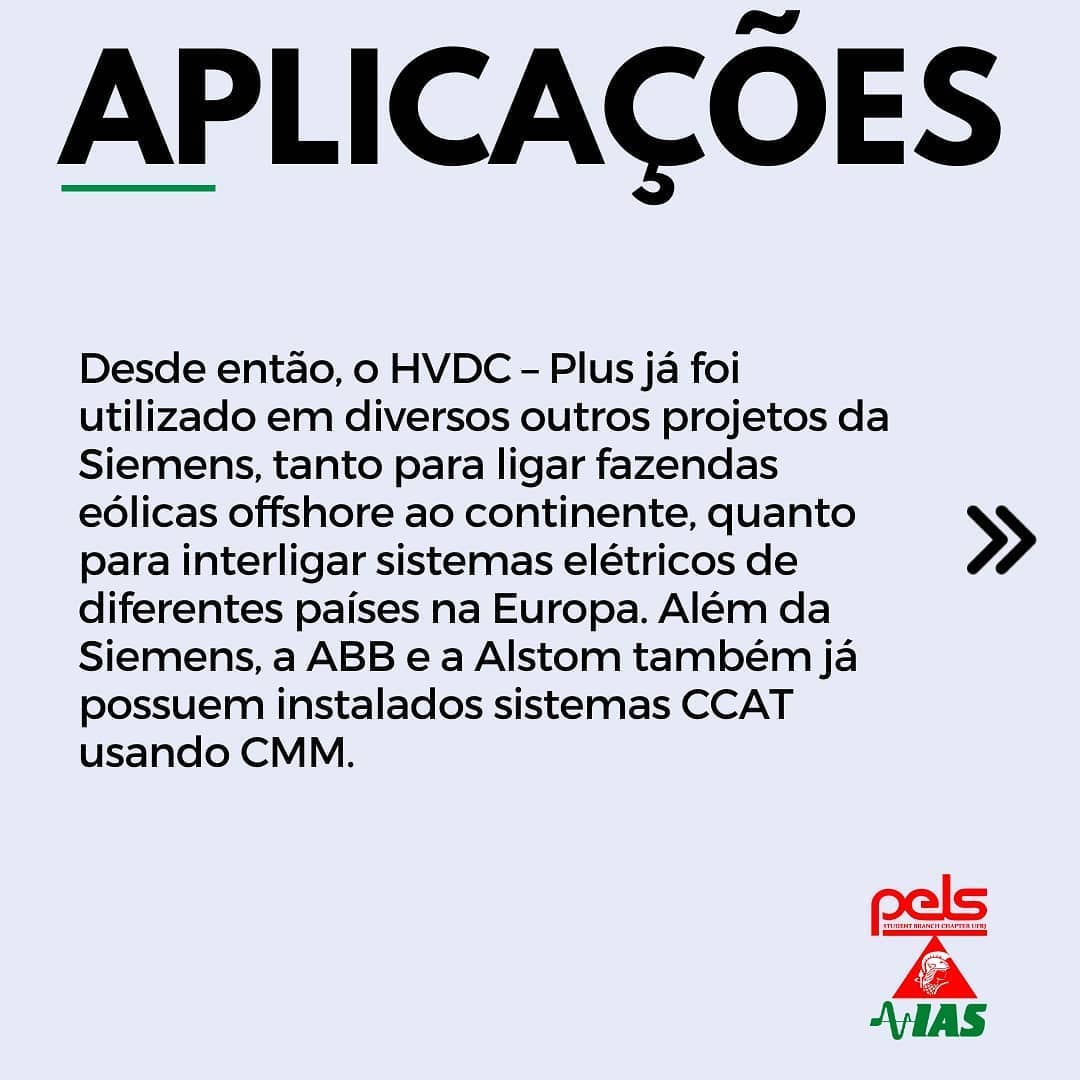 APLICAÇÕES
Desde então, o HVDC – Plus já foi
utilizado em diversos outros projetos da
Siemens, tanto para ligar fazendas
eólicas offshore ao continente, quanto
para interligar sistemas elétricos de
diferentes países na Europa. Além da
Siemens, a ABB e a Alstom também já
possuem instalados sistemas CCAT
usando CMM.
pels
STUDENT BRANCH CHAPTER UFRJ
IAS